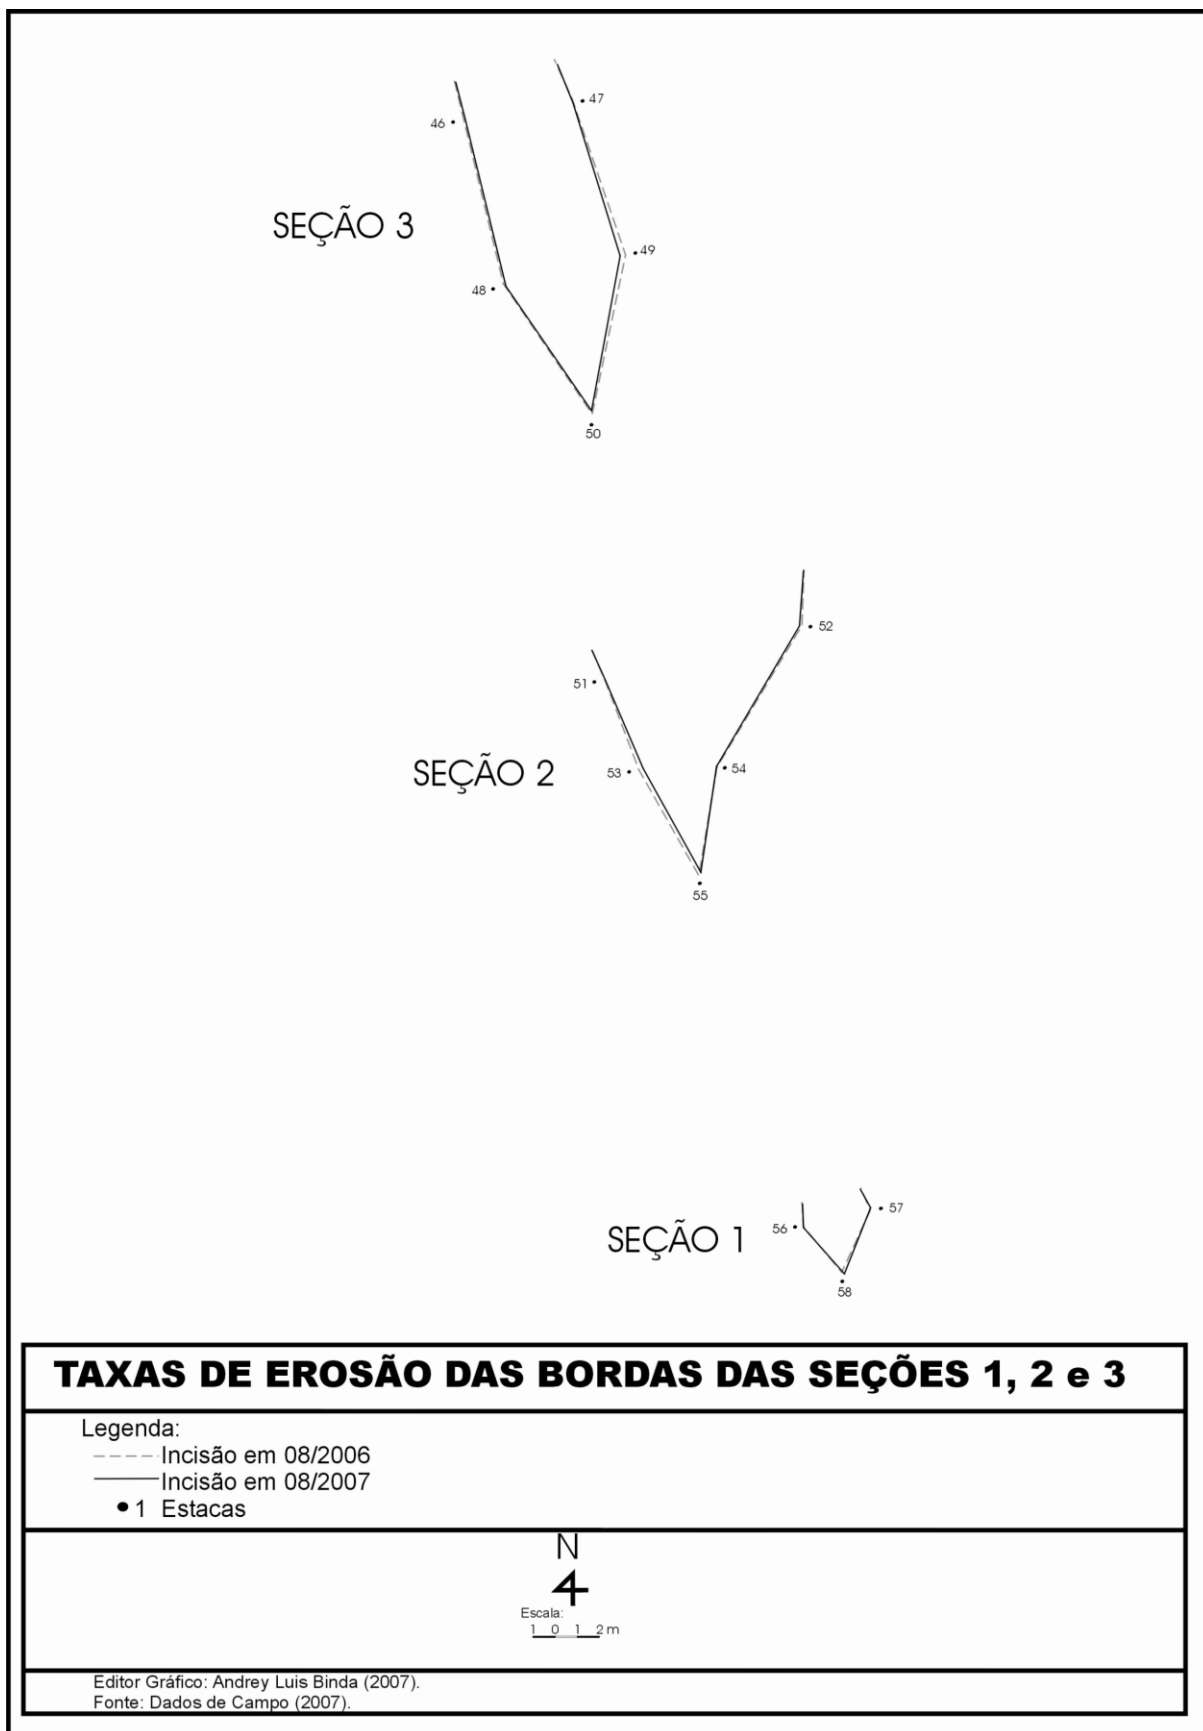 47
46
SEÇÃO 3
49
48
50
52
51
SEÇÃO 2
53
54
55
57
56
SEÇÃO 1
58
TAXAS DE EROSÃO DAS BORDAS DAS SEÇÕES 1, 2 e 3
Legenda:
Incisão em 08/2006
Incisão em 08/2007
1 Estacas
N
Escala:
1 0 1 2 m
Editor Gráfico: Andrey Luis Binda (2007).
Fonte: Dados de Campo (2007).